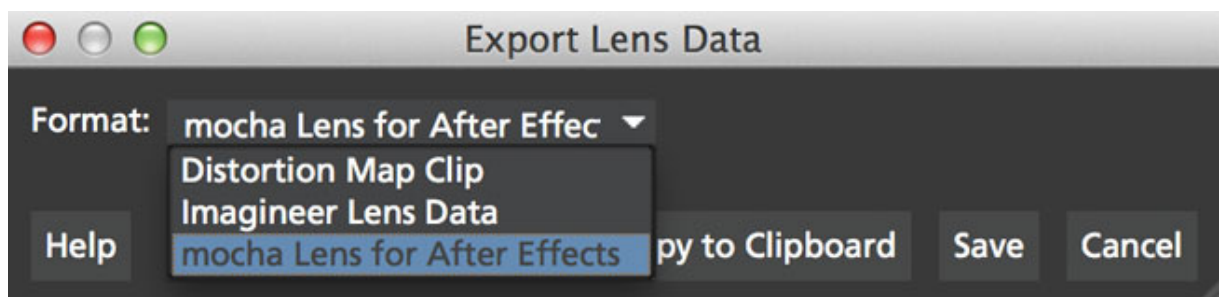 Export Lens Data
Format: mocha Lens for After Effec
Distortion Map Clip
Imagineer Lens Data
mocha Lens for After Effects
Help py to Clipboard Save Cancel